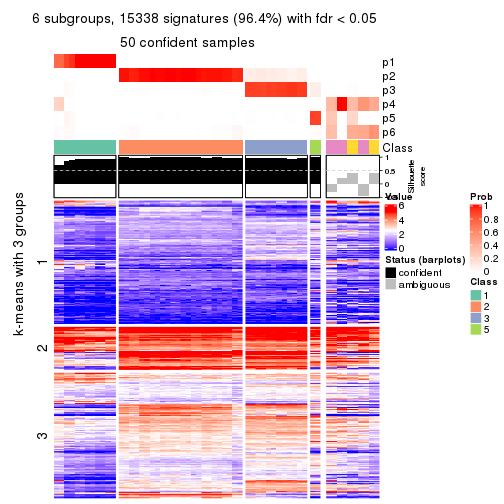 6 subgroups, 15338 signatures (96.4%) with fdr < 0.05
50 confident samples
p1
p2
p3
p4
p5
p6
Class
1
0.5
0
Silhouette
score
k-means with 3 groups
1
2
3
Value
6
4
2
0
Status (barplots)
confident
ambiguous
Prob
1
0.8
0.6
0.4
0.2
0
Class
1
2
3
5